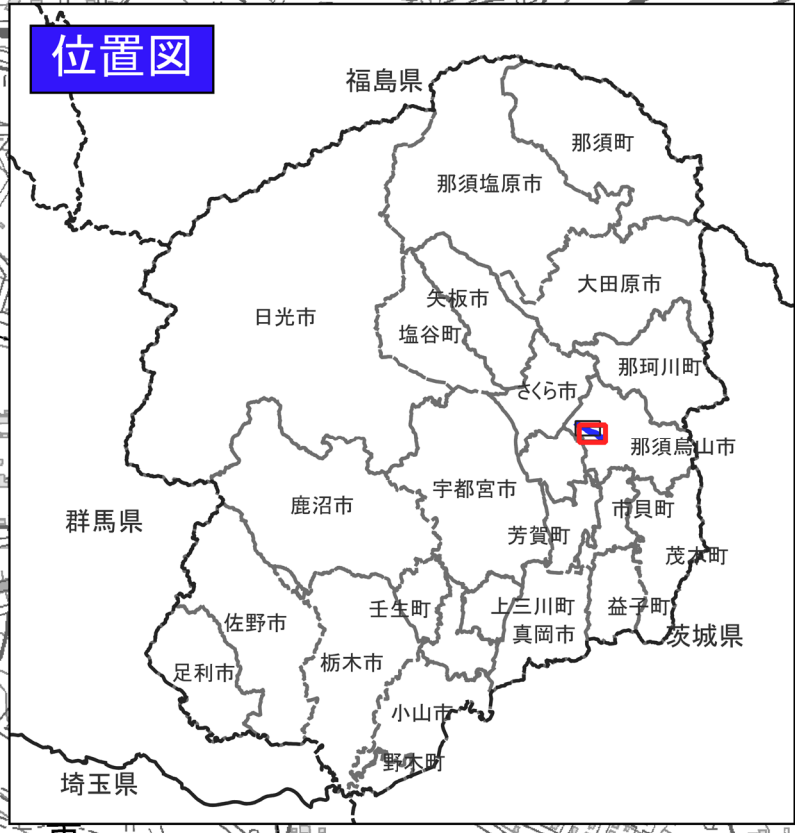 位置図
福島県
那須町
那須塩原市
大田原市
矢板市
日光市
塩谷町
那珂川町
さくら市
那須烏山市
宇都宮市
鹿沼市
市貝町
群馬県
芳賀町
茂木町
壬生町
上三川町
益子町
佐野市
真岡市
茨城県
栃木市
足利市
小山市
野木町
埼玉県